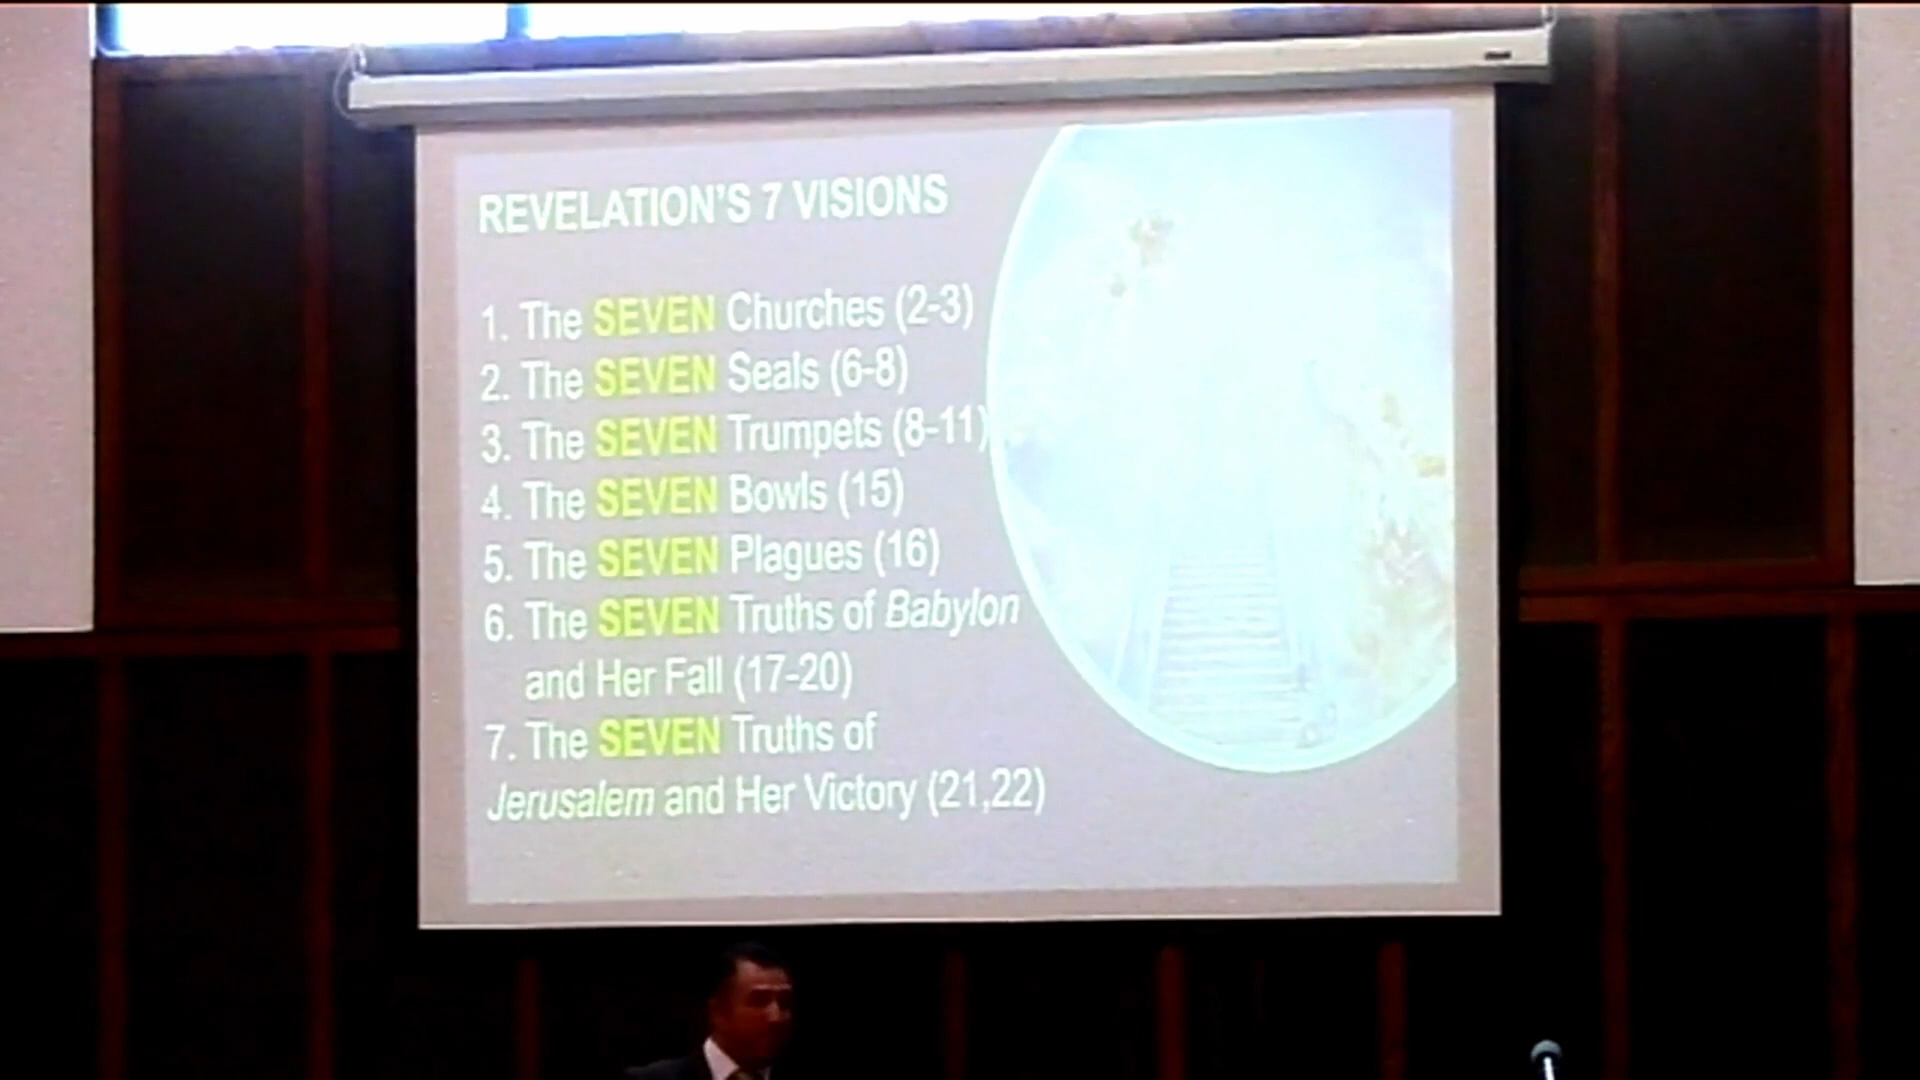 REVELATION'S 7 VISIONS
1. The SEVEN Churches (2-3)
2. The SEVEN Seals (6-8)
3. The SEVEN Trumpets (8-11)
4. The SEVEN Bowls (15)
5. The SEVEN Plagues (16)
6. The SEVEN Truths of Babylon
and Her Fall (17-20)
7. The SEVEN Truths of
Jerusalem and Her Victory (21,22)